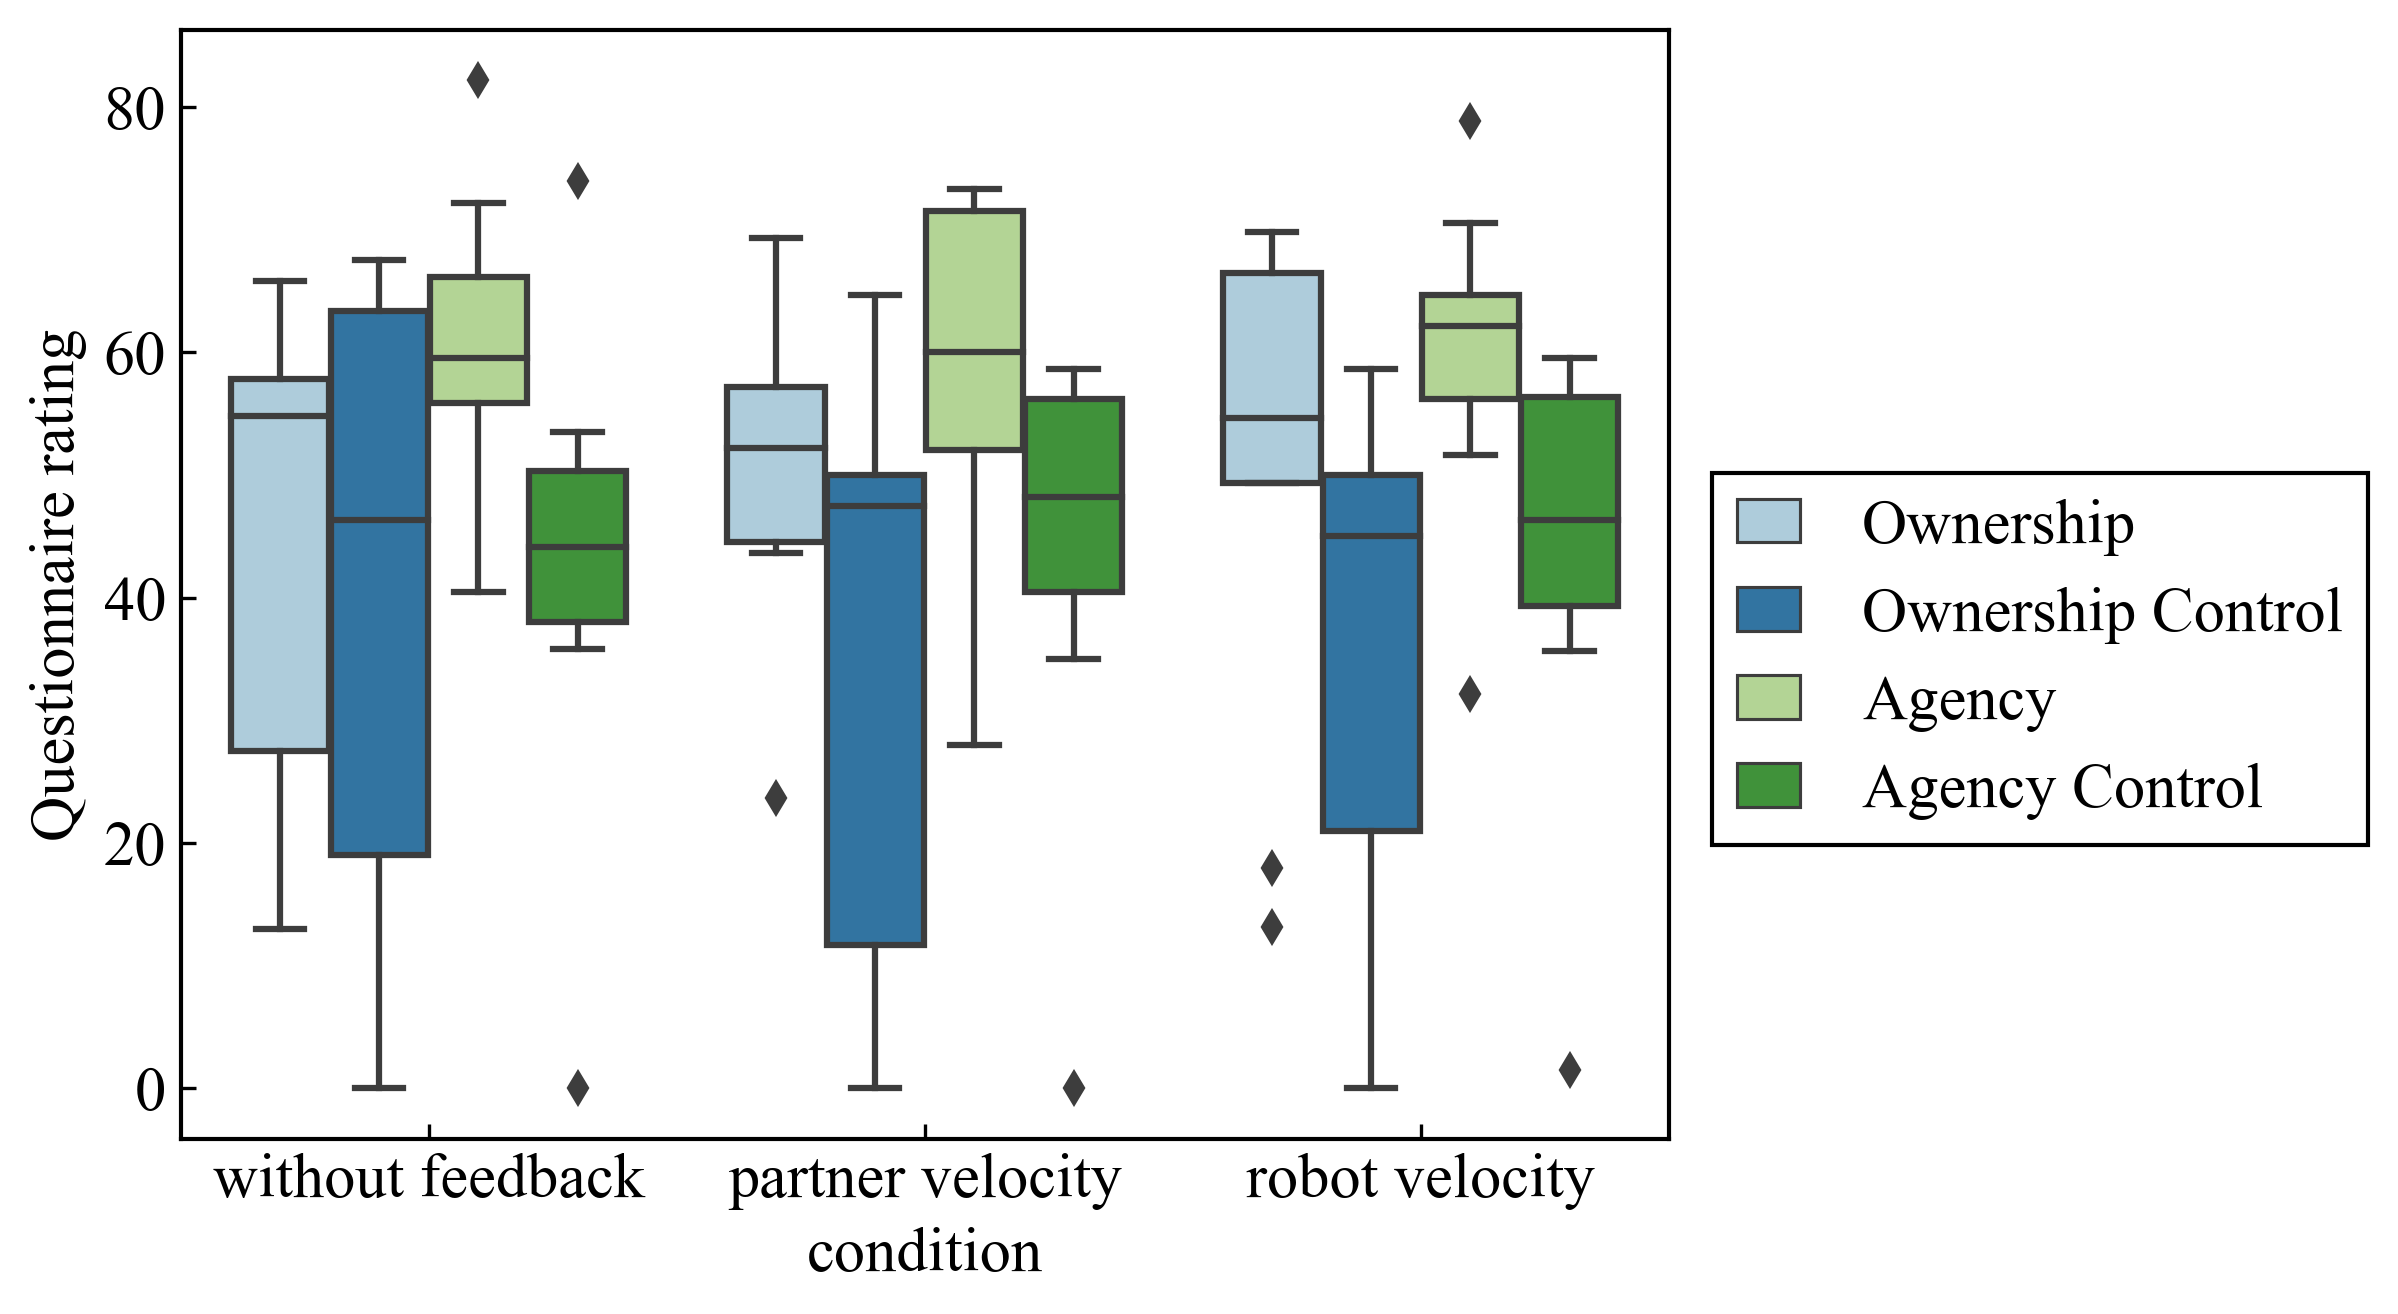 Questionnaire rating
80
60
40
20
0
without feedback
partner velocity
robot velocity
condition
Ownership
Ownership Control
Agency
Agency Control